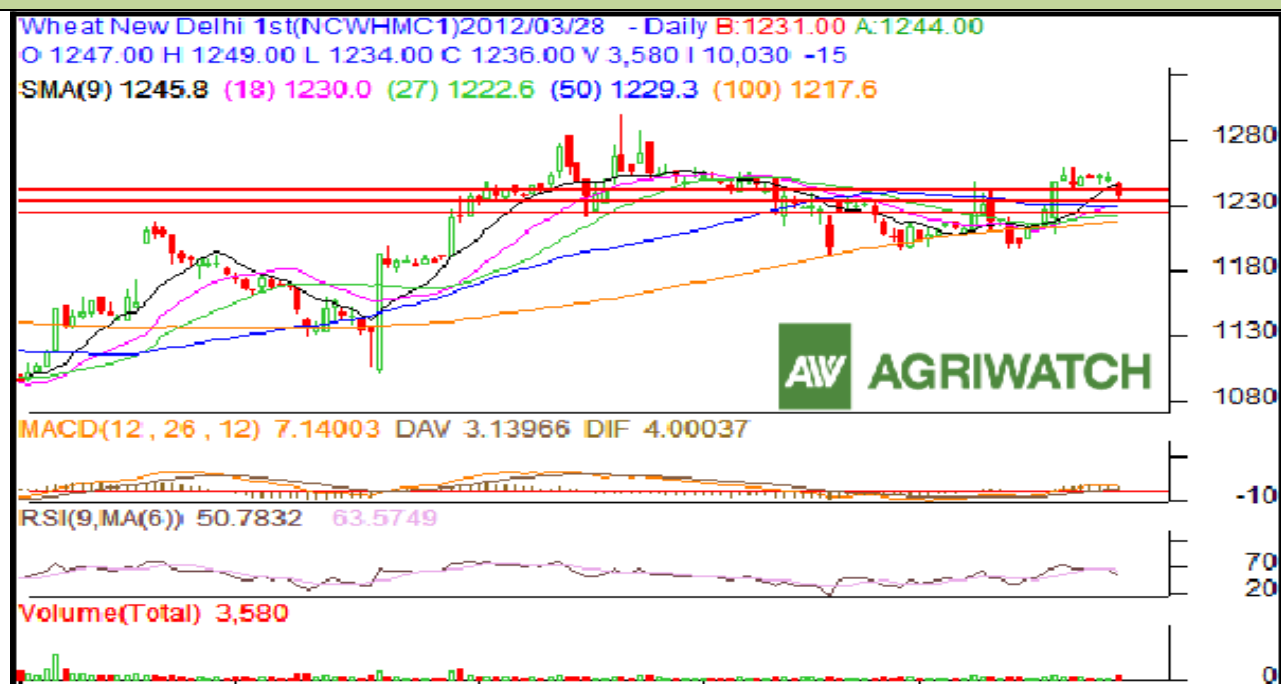 Wheat New Delhi 1st(NCWHMC1)2012/03/28 - Daily B:1231.00 A:1244.00
O 1247.00 H 1249.00 L 1234.00 C 1236.00 V 3,580 I 10,030 -15
SMA(9) 1245.8 (18) 1230.0 (27) 1222.6 (50) 1229.3 (100) 1217.6
1280
1230
1180
1130
AW AGRIWATCH
1080
MACD(12 , 26 , 12) 7.14003 DAV 3.13966 DIF 4.00037
-10
RSI(9,MA(6)) 50.7832 63.5749
70
20
Volume(Total) 3,580
0